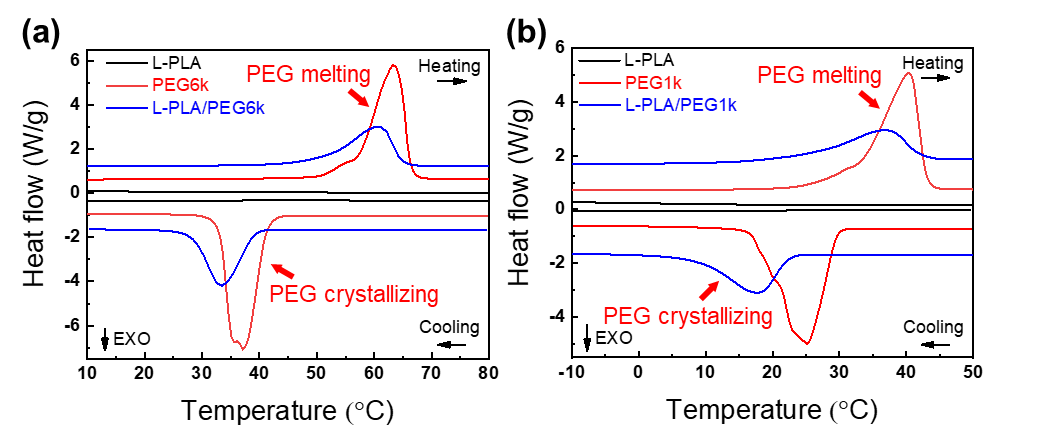 (a)
L-PLA
PEG6k
L-PLA/PEG6k
PEG melting
Heating
PEG crystallizing
EXO
Cooling
6
4
2
0
-2
-4
-6
10 20 30 40 50 60 70 80
Heat flow (W/g)
Temperature (°C)
(b)
L-PLA
PEG1k
L-PLA/PEG1k
PEG melting
Heating
PEG crystallizing
EXO
Cooling
6
4
2
0
-2
-4
-10 0 10 20 30 40 50
Heat flow (W/g)
Temperature (°C)